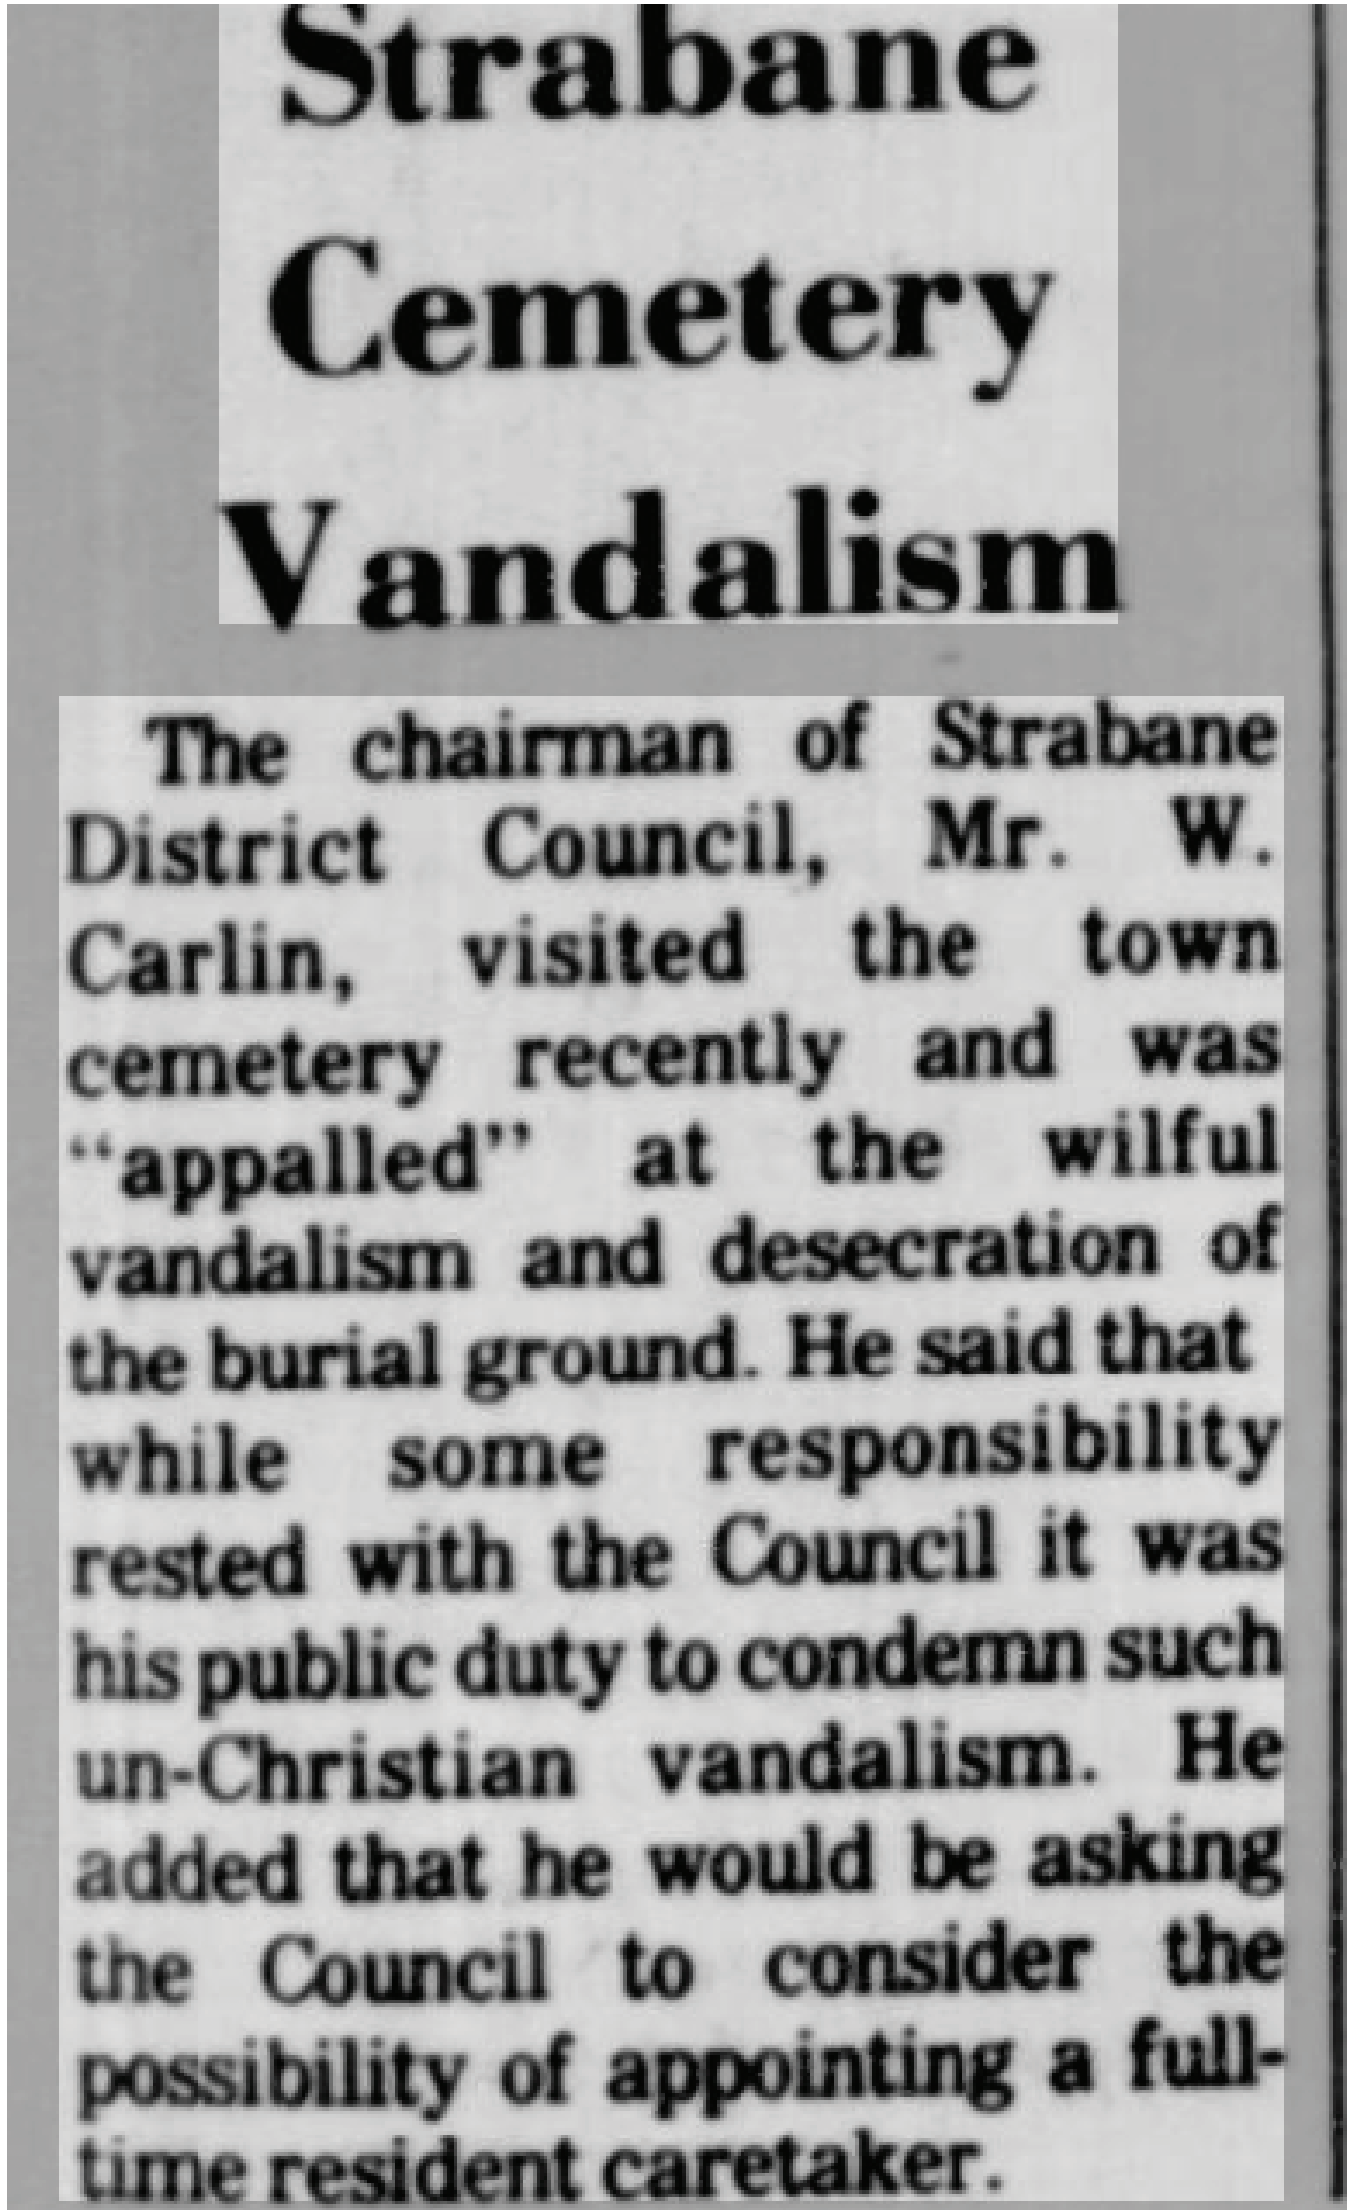 Strabane
Cemetery
Vandalism
The chairman of Strabane
District Council, Mr. W.
Carlin, visited the town
cemetery recently and was
“appalled” at the wilful
vandalism and desecration of
the burial ground. He said that
while some responsibility
rested with the Council it was
his public duty to condemn such
un-Christian vandalism. He
added that he would be asking
the Council to consider the
possibility of appointing a full-
time resident caretaker.